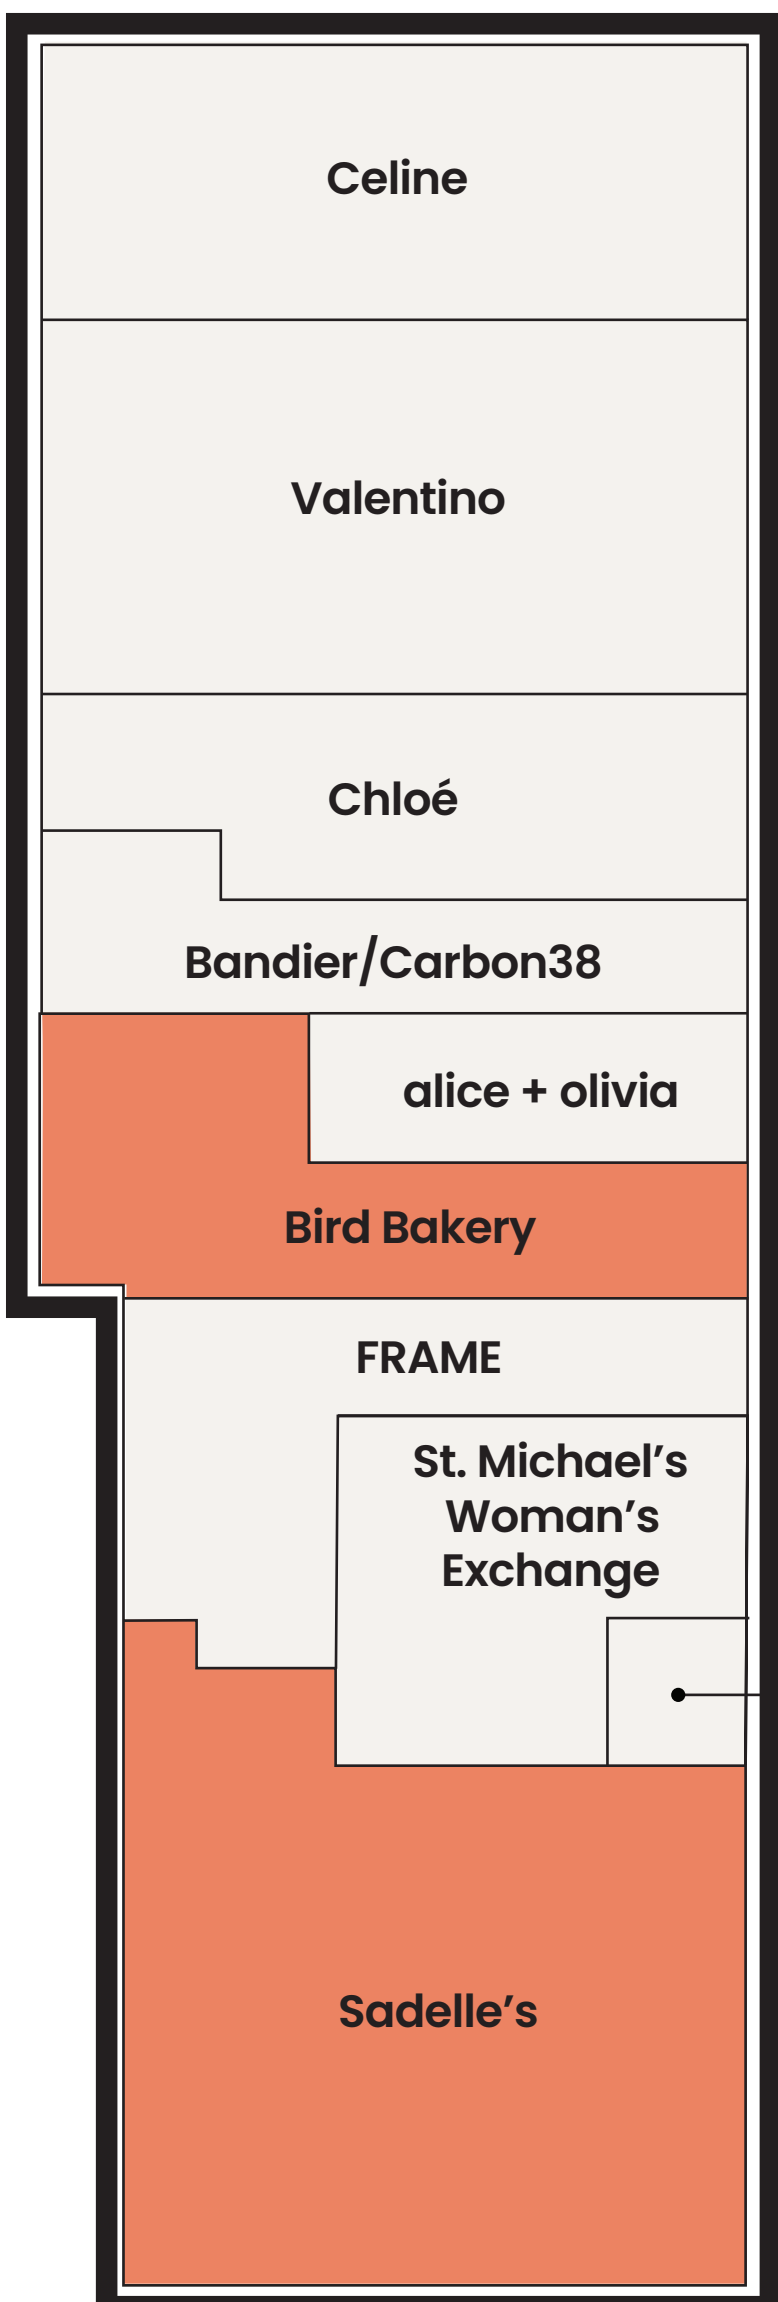 Celine
Valentino
Chloé
Bandier/Carbon38
alice + olivia
Bird Bakery
FRAME
St. Michael’s
Woman’s
Exchange
Sadelle’s